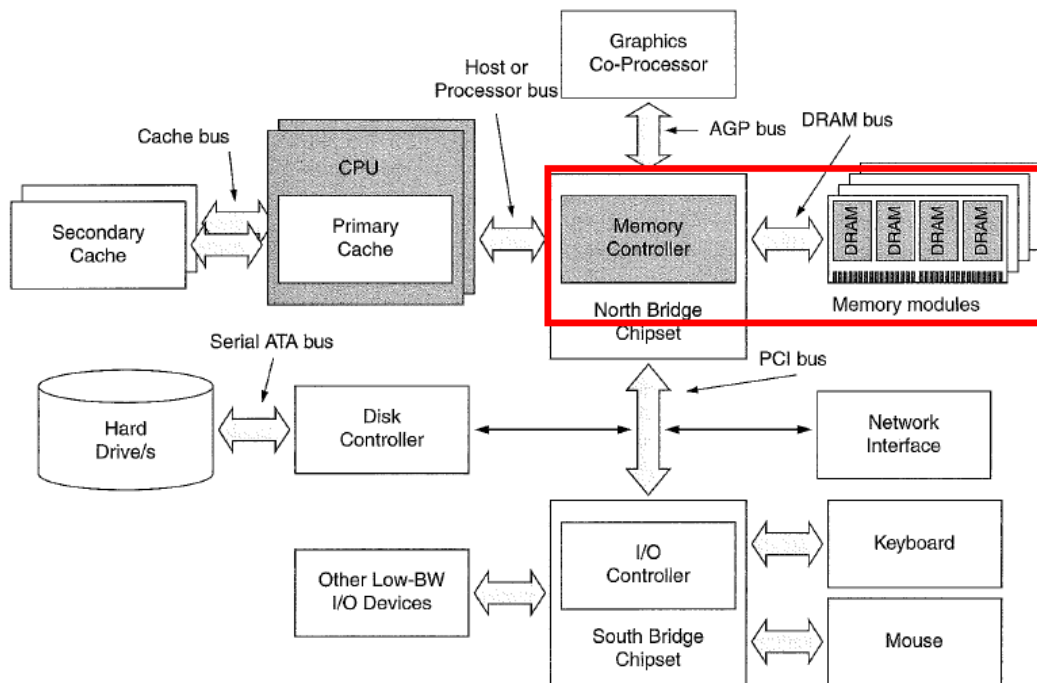 Graphics
Co-Processor
Host or
Processor bus
AGP bus
DRAM bus
Cache bus
CPU
Primary
Cache
Secondary
Cache
Memory
Controller
North Bridge
Chipset
DRAM
DRAM
DRAM
DRAM
Memory modules
Serial ATA bus
PCI bus
Hard
Drive/s
Disk
Controller
Network
Interface
Other Low-BW
I/O Devices
I/O
Controller
South Bridge
Chipset
Keyboard
Mouse